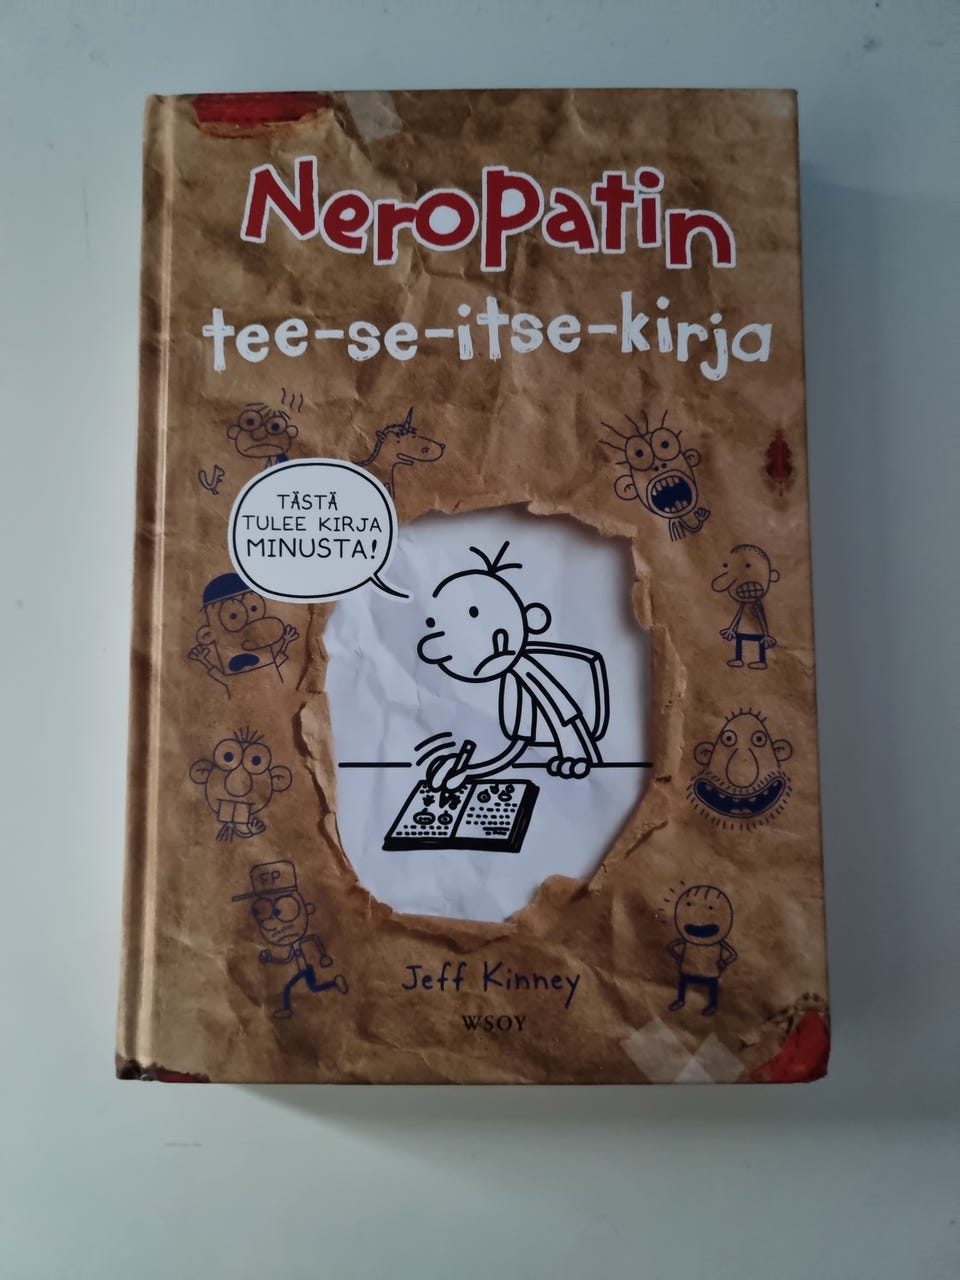 Neropatin
tee-se-itse-kirja
TÄSTÄ
TULEE KIRJA
MINUSTA!
FP
Jeff Kinney
WSOY